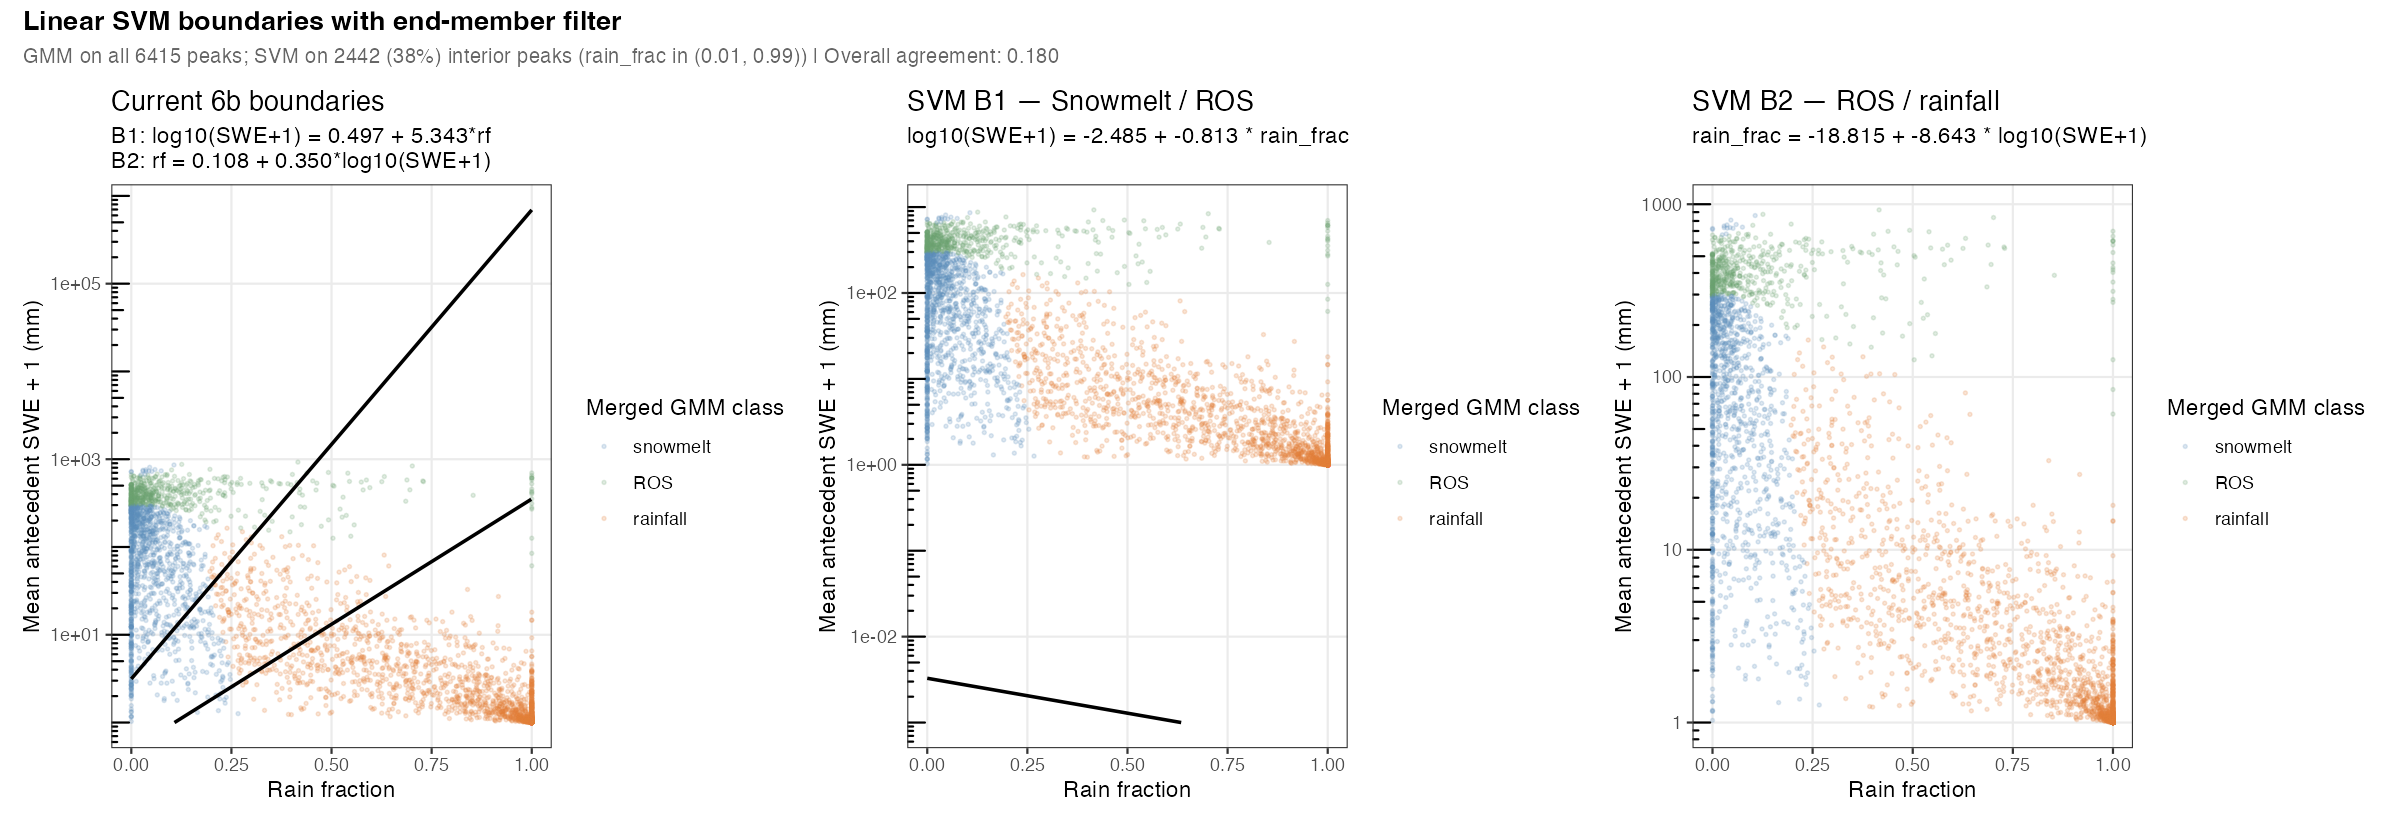 Linear SVM boundaries with end-member filter
GMM on all 6415 peaks; SVM on 2442 (38%) interior peaks (rain_frac in (0.01, 0.99)) | Overall agreement: 0.180
Current 6b boundaries
B1: log10(SWE+1) = 0.497 + 5.343*rf
B2: rf = 0.108 + 0.350*log10(SWE+1)
Mean antecedent SWE + 1 (mm)
1e+05
1e+03
1e+01
0.00 0.25 0.50 0.75 1.00
Rain fraction
Merged GMM class
snowmelt
ROS
rainfall
SVM B1 — Snowmelt / ROS
log10(SWE+1) = -2.485 + -0.813 * rain_frac
Mean antecedent SWE + 1 (mm)
1e+02
1e+00
1e-02
0.00 0.25 0.50 0.75 1.00
Rain fraction
Merged GMM class
snowmelt
ROS
rainfall
SVM B2 — ROS / rainfall
rain_frac = -18.815 + -8.643 * log10(SWE+1)
Mean antecedent SWE + 1 (mm)
1000
100
10
1
0.00 0.25 0.50 0.75 1.00
Rain fraction
Merged GMM class
snowmelt
ROS
rainfall